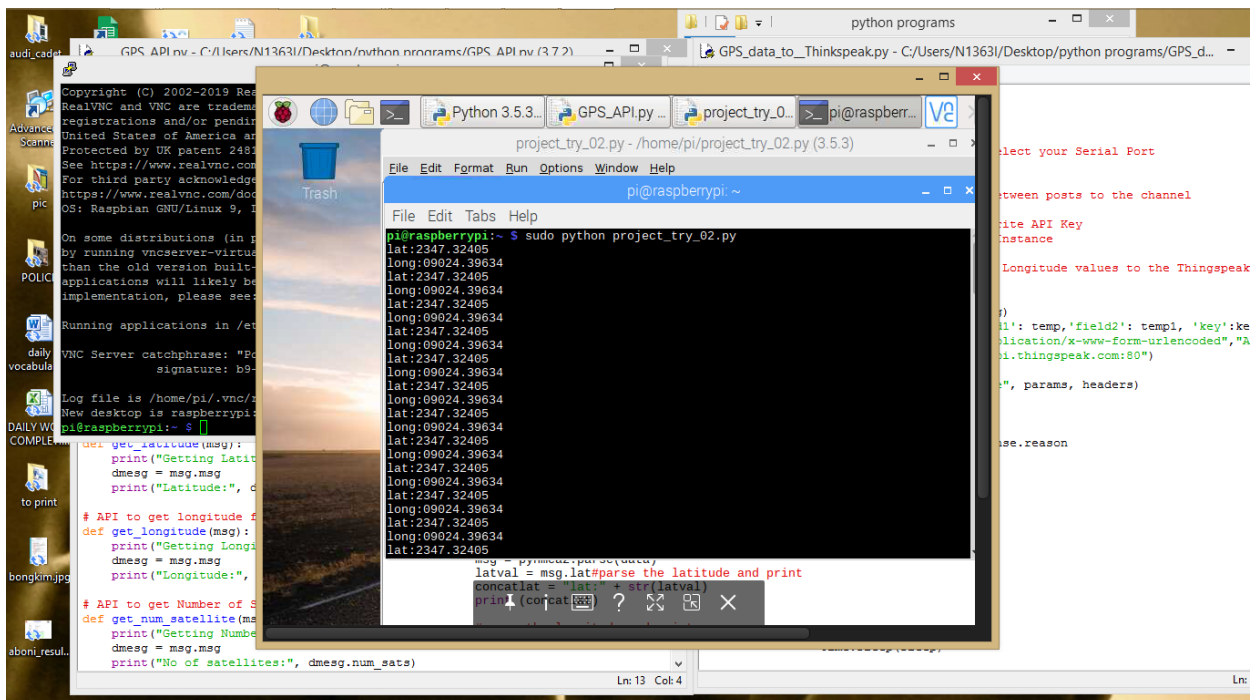 python programs
audi_cadet
GPS_API.py - C:/Users/N1363I/Desktop/python programs/GPS_API.py (3.7.2)
GPS_data_to__Thinkspeak.py - C:/Users/N1363I/Desktop/python programs/GPS_d...
Copyright (C) 2002-2019 Rea
RealVNC and VNC are tradema
registrations and/or pendin
United States of America an
Protected by UK patent 2481
See https://www.realvnc.com
For third party acknowledge
https://www.realvnc.com/doc
OS: Raspbian GNU/Linux 9,
On some distributions (in p
by running vncserver-virtua
than the old version built-
applications will likely be
implementation, please see:
Running applications in /et
VNC Server catchphrase: "Po
signature: b9-
Log file is /home/pi/.vnc/
New desktop is raspberrypi:
pi@raspberrypi:~ $
Advance
Scanne
pic
POLIC
daily
vocabula
DAILY WO
COMPLE
to print
bongkim.jpg
aboni_resul..
Python 3.5.3...
GPS_API.py ...
project_try_0...
pi@raspberr...
Trash
project_try_02.py - /home/pi/project_try_02.py (3.5.3)
File Edit Format Run Options Window Help
pi@raspberrypi: ~
File Edit Tabs Help
pi@raspberrypi:~ $ sudo python project_try_02.py
lat:2347.32405
long:09024.39634
lat:2347.32405
long:09024.39634
lat:2347.32405
long:09024.39634
lat:2347.32405
long:09024.39634
lat:2347.32405
long:09024.39634
lat:2347.32405
long:09024.39634
lat:2347.32405
long:09024.39634
lat:2347.32405
long:09024.39634
lat:2347.32405
long:09024.39634
lat:2347.32405
long:09024.39634
lat:2347.32405
long:09024.39634
lat:2347.32405
msg = pynmea2.parse(data)
latval = msg.lat#parse the latitude and print
concatlat = "lat:" + str(latval)
elect your Serial Port
tween posts to the channel
ite API Key
Instance
Longitude values to the Thingspeak
': temp,'field2': temp1, 'key':ke
lication/x-www-form-urlencoded","A
i.thingspeak.com:80")
", params, headers)
se.reason
def get_latitude(msg):
print("Getting Latit
dmesg = msg.msg
print("Latitude:", d
# API to get longitude f
def get_longitude(msg):
print("Getting Longi
dmesg = msg.msg
print("Longitude:",
# API to get Number of S
def get_num_satellite(ms
print("Getting Numbe
dmesg = msg.msg
print("No of satellites:", dmesg.num_sats)
Ln: 13 Col: 4
Ln: